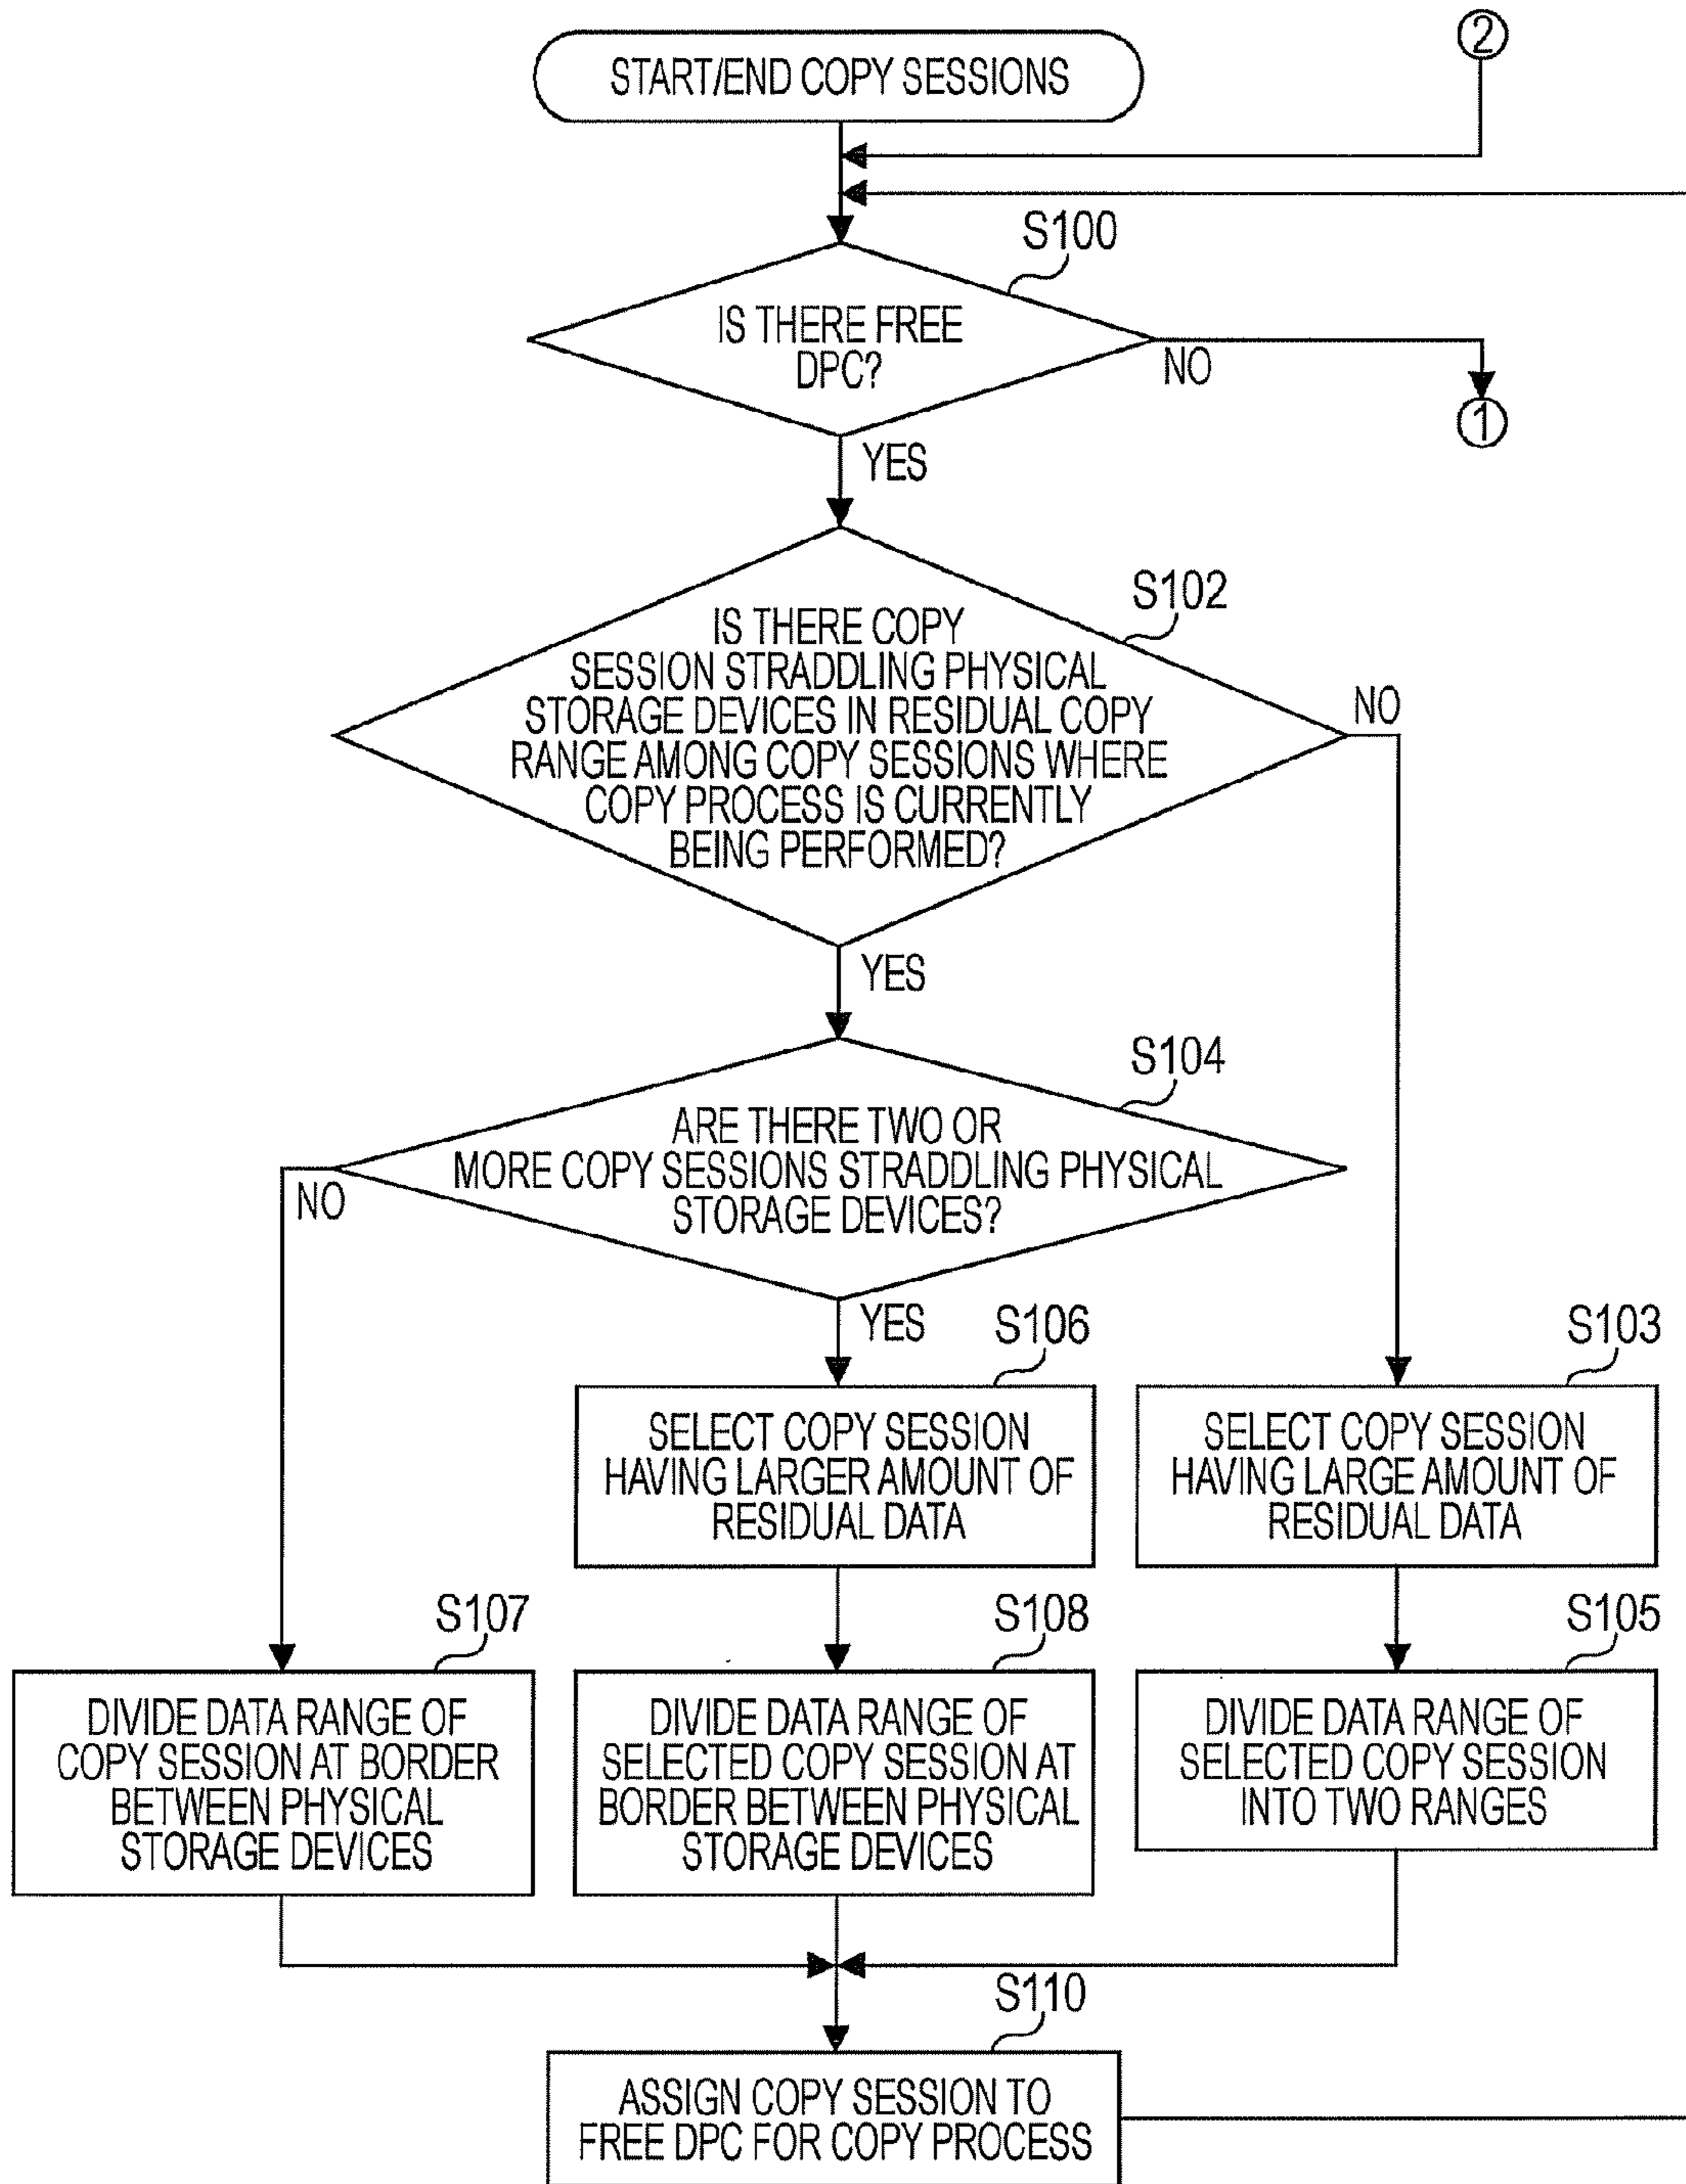 ②
START/END COPY SESSIONS
S100
IS THERE FREE
DPC?
NO
①
YES
S102
IS THERE COPY
SESSION STRADDLING PHYSICAL
STORAGE DEVICES IN RESIDUAL COPY
RANGE AMONG COPY SESSIONS WHERE
COPY PROCESS IS CURRENTLY
BEING PERFORMED?
NO
YES
S104
ARE THERE TWO OR
MORE COPY SESSIONS STRADDLING PHYSICAL
STORAGE DEVICES?
NO
YES
S106
SELECT COPY SESSION
HAVING LARGER AMOUNT OF
RESIDUAL DATA
S103
SELECT COPY SESSION
HAVING LARGE AMOUNT OF
RESIDUAL DATA
S107
DIVIDE DATA RANGE OF
COPY SESSION AT BORDER
BETWEEN PHYSICAL
STORAGE DEVICES
S108
DIVIDE DATA RANGE OF
SELECTED COPY SESSION AT
BORDER BETWEEN PHYSICAL
STORAGE DEVICES
S105
DIVIDE DATA RANGE OF
SELECTED COPY SESSION
INTO TWO RANGES
S110
ASSIGN COPY SESSION TO
FREE DPC FOR COPY PROCESS